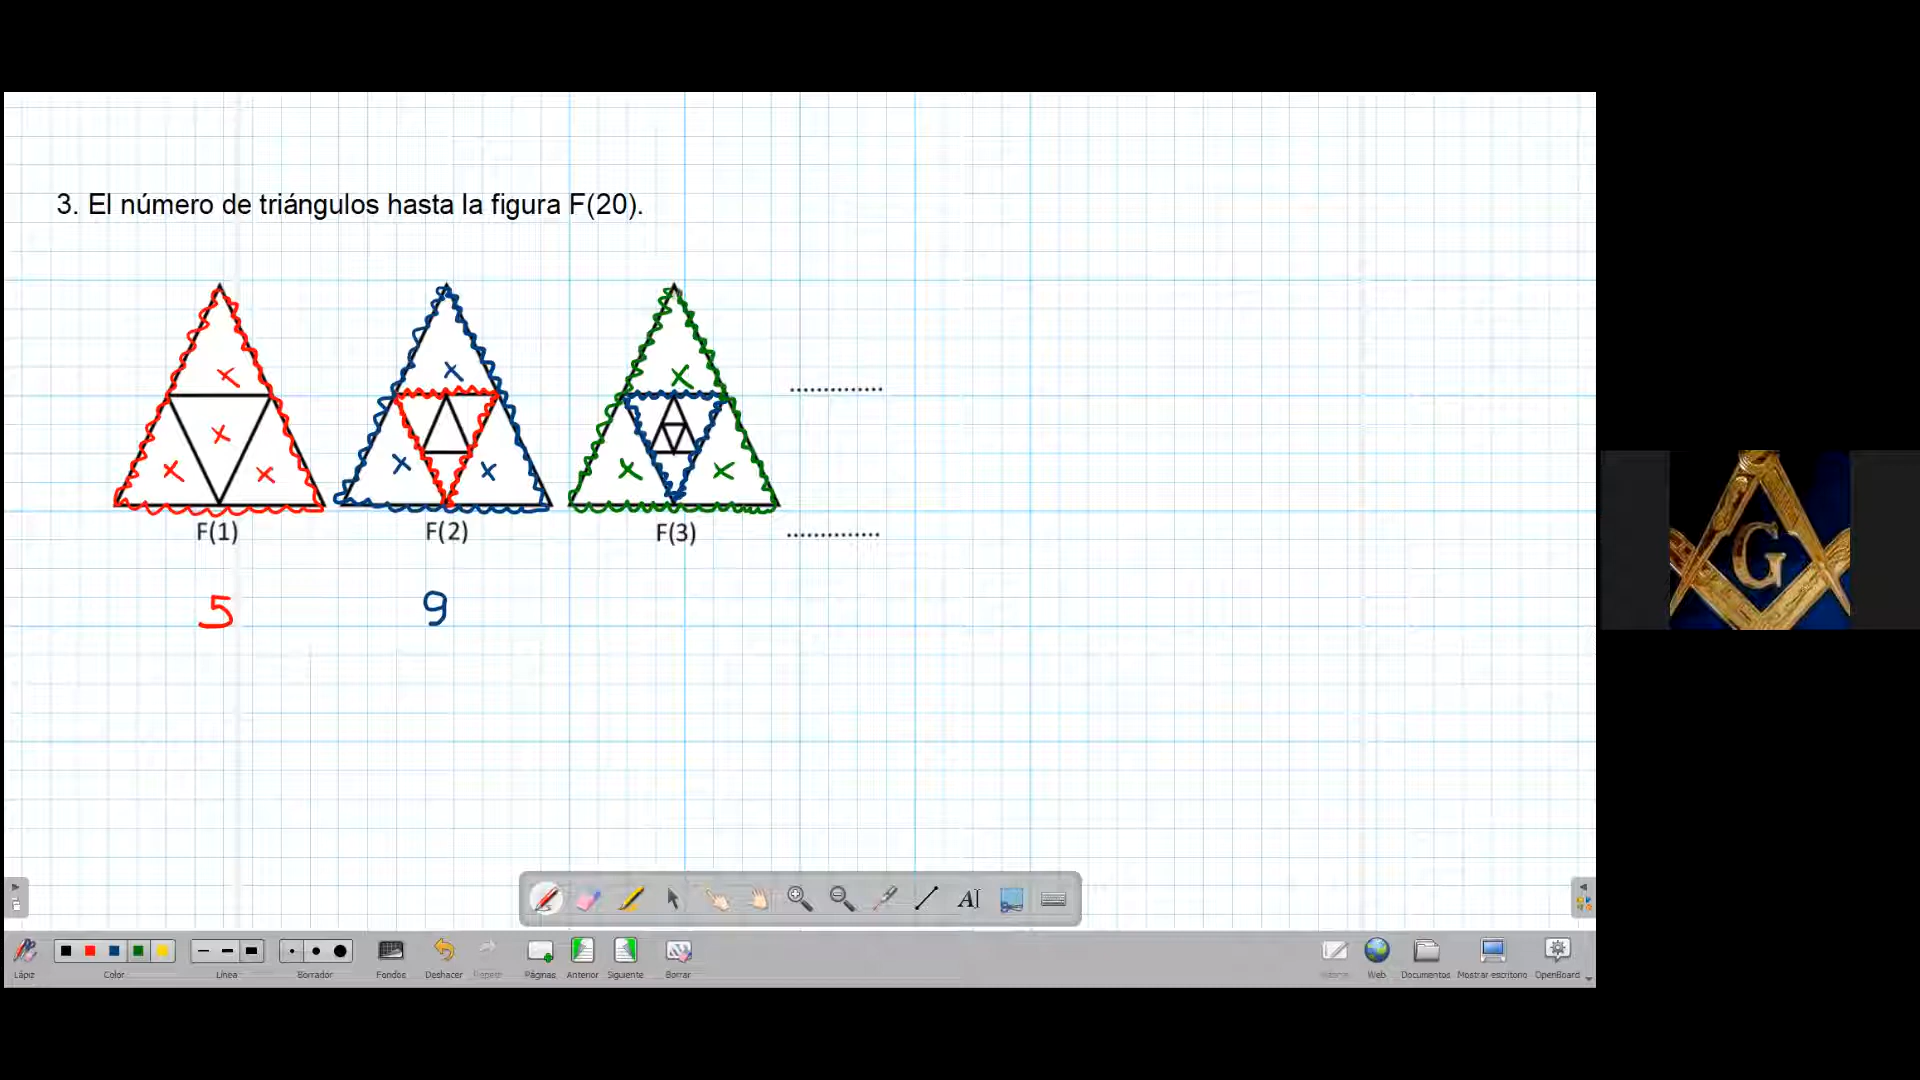 3. El número de triángulos hasta la figura F(20).
F(1) F(2) F(3)
5 9
G
Lápiz Color Línea Borrador Fondos Deshacer Páginas Anterior Siguiente Borrar Web Documentos Mostrar escritorio OpenBoard